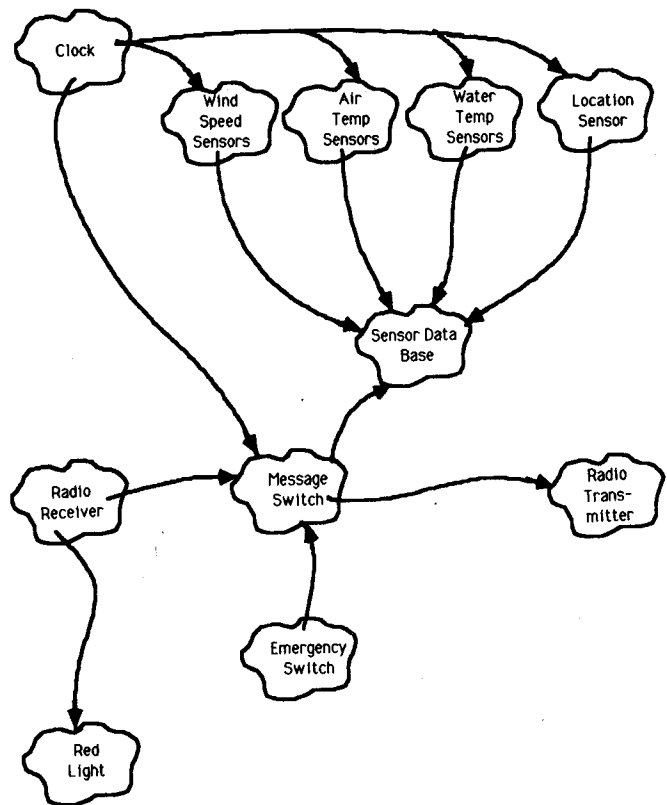 Clock
Wind
Speed
Sensors
Air
Temp
Sensors
Water
Temp
Sensors
Location
Sensor
Sensor Data
Base
Radio
Receiver
Message
Switch
Radio
Trans-
mitter
Emergency
Switch
Red
Light